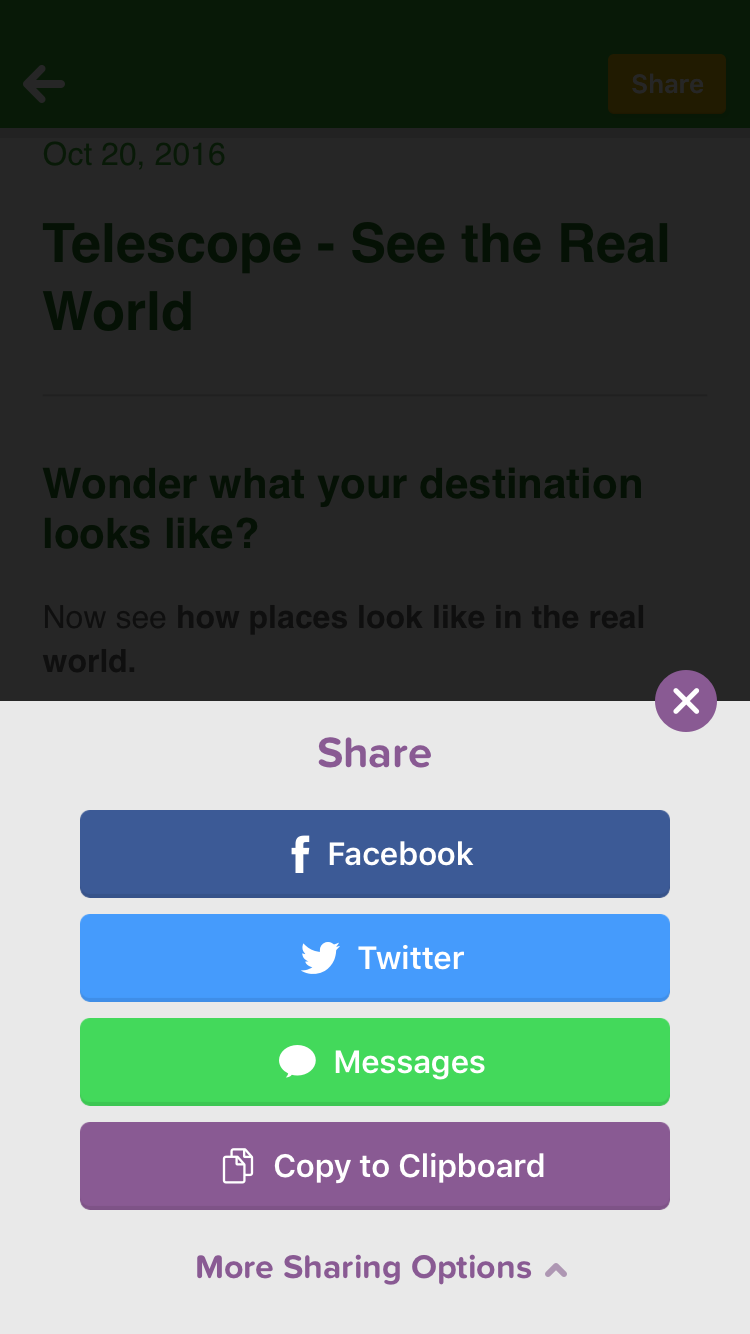 Share
Oct 20, 2016
Telescope - See the Real
World
Wonder what your destination
looks like?
Now see how places look like in the real
world.
Share
Facebook
Twitter
Messages
Copy to Clipboard
More Sharing Options